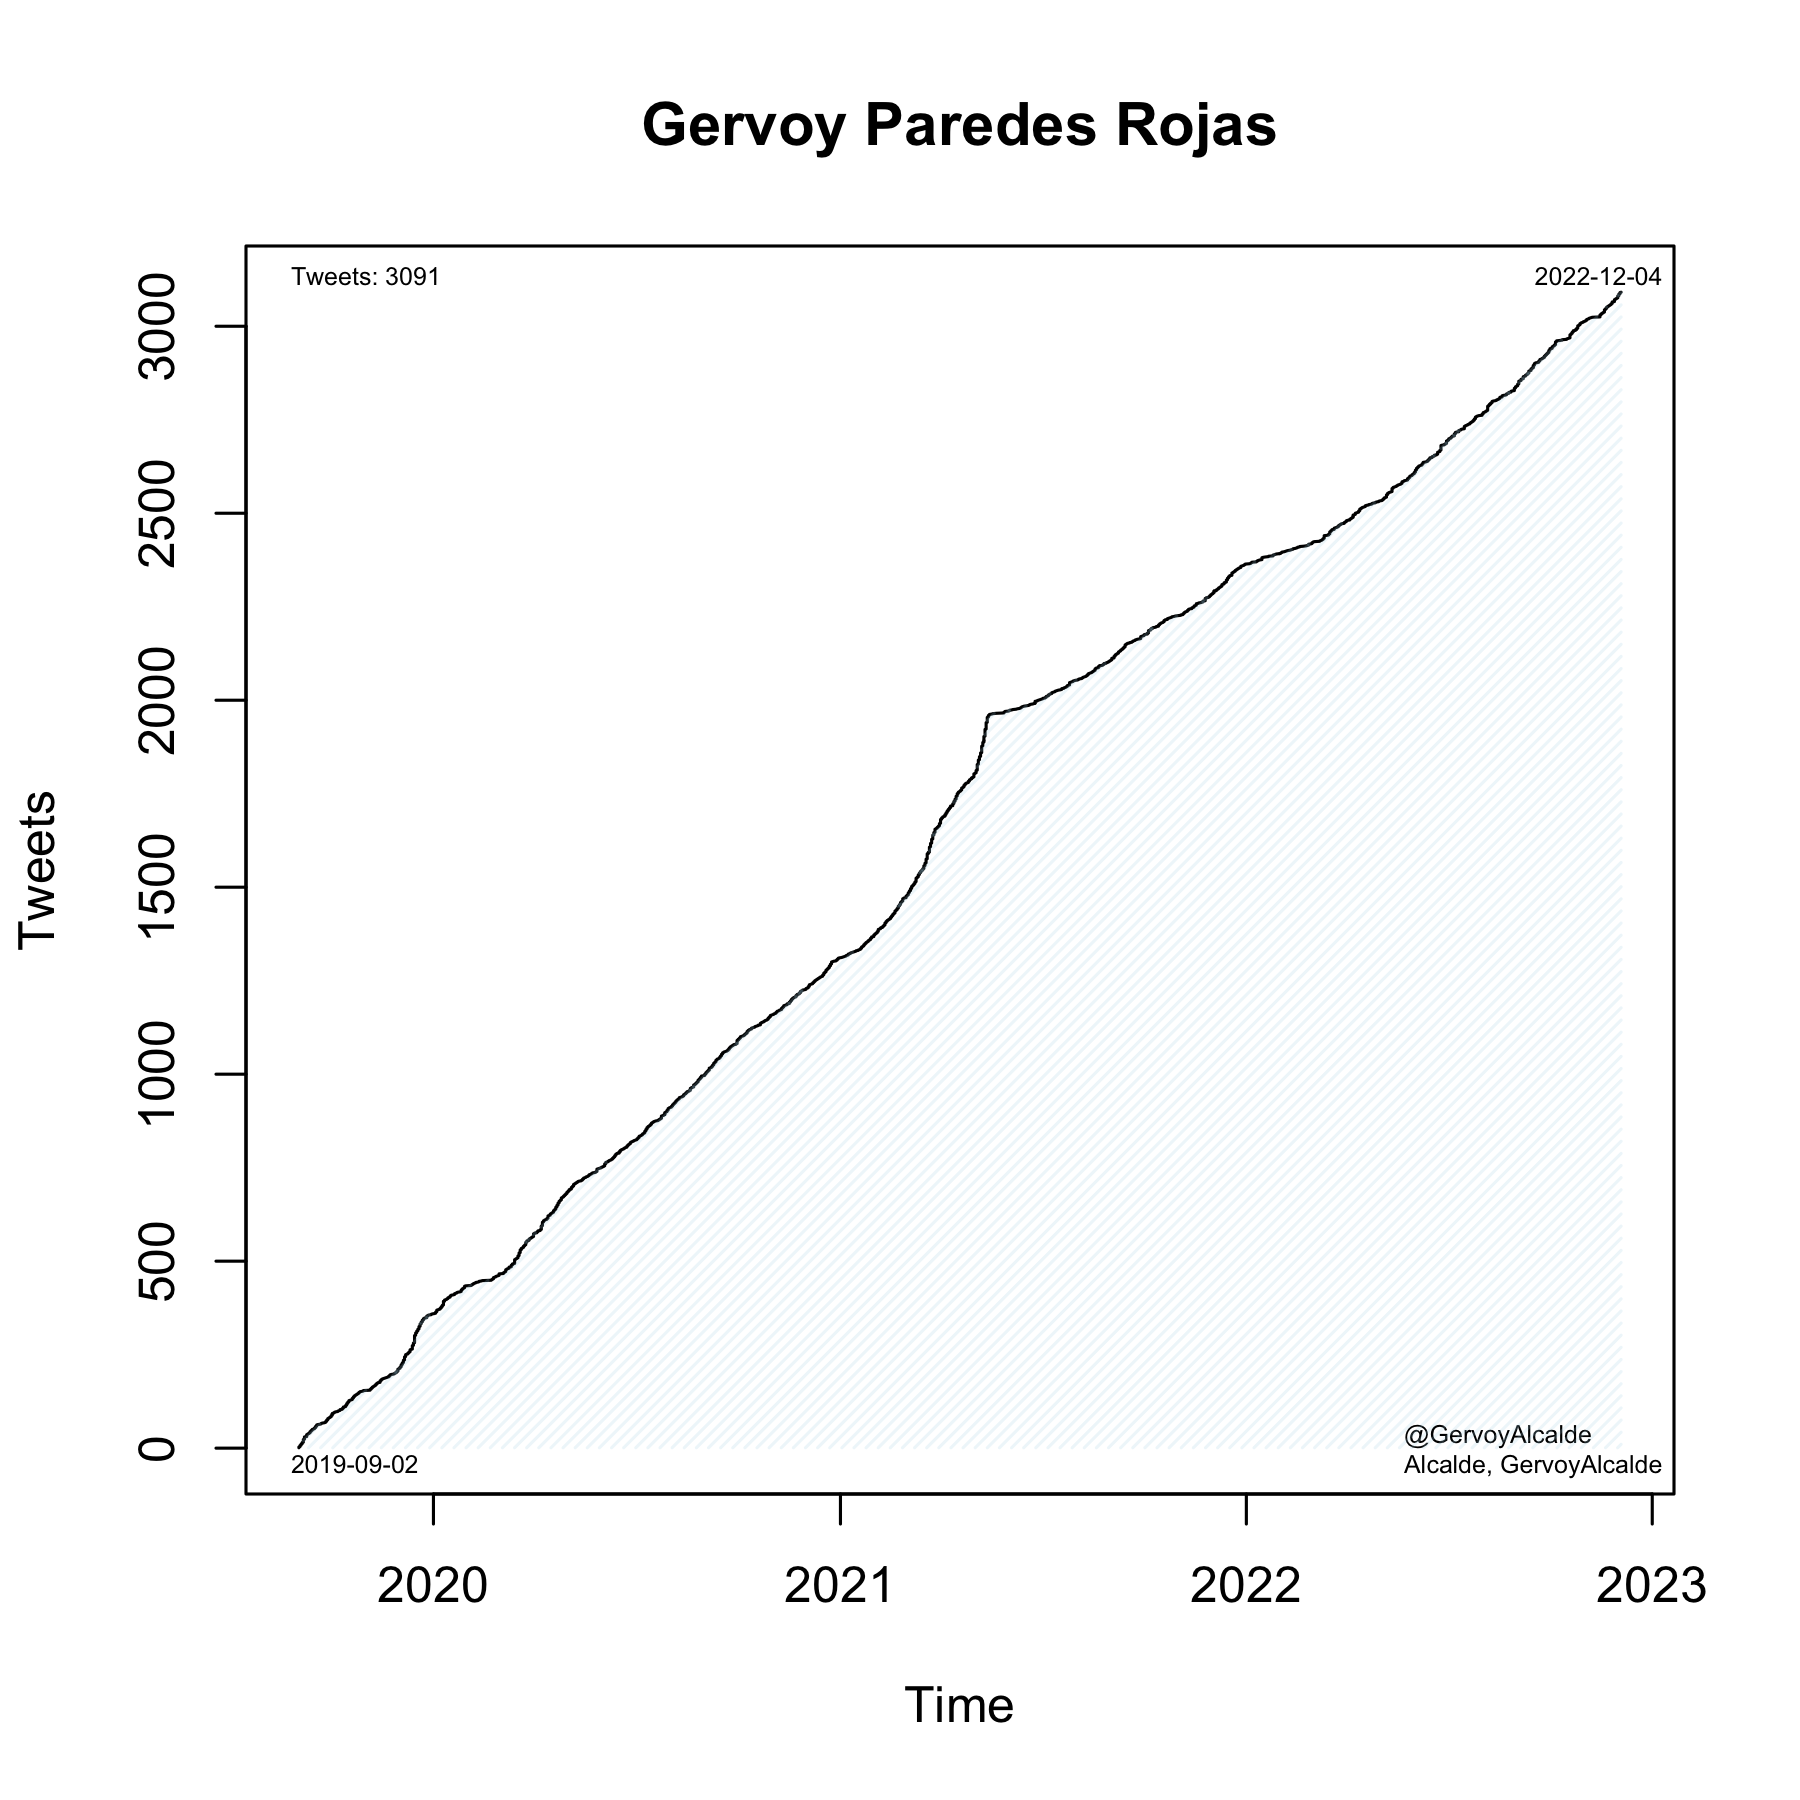 Gervoy Paredes Rojas
Tweets: 3091
2022-12-04
3000
2500
2000
1500
1000
500
0
Tweets
2019-09-02
@GervoyAlcalde
Alcalde, GervoyAlcalde
2020
2021
2022
2023
Time